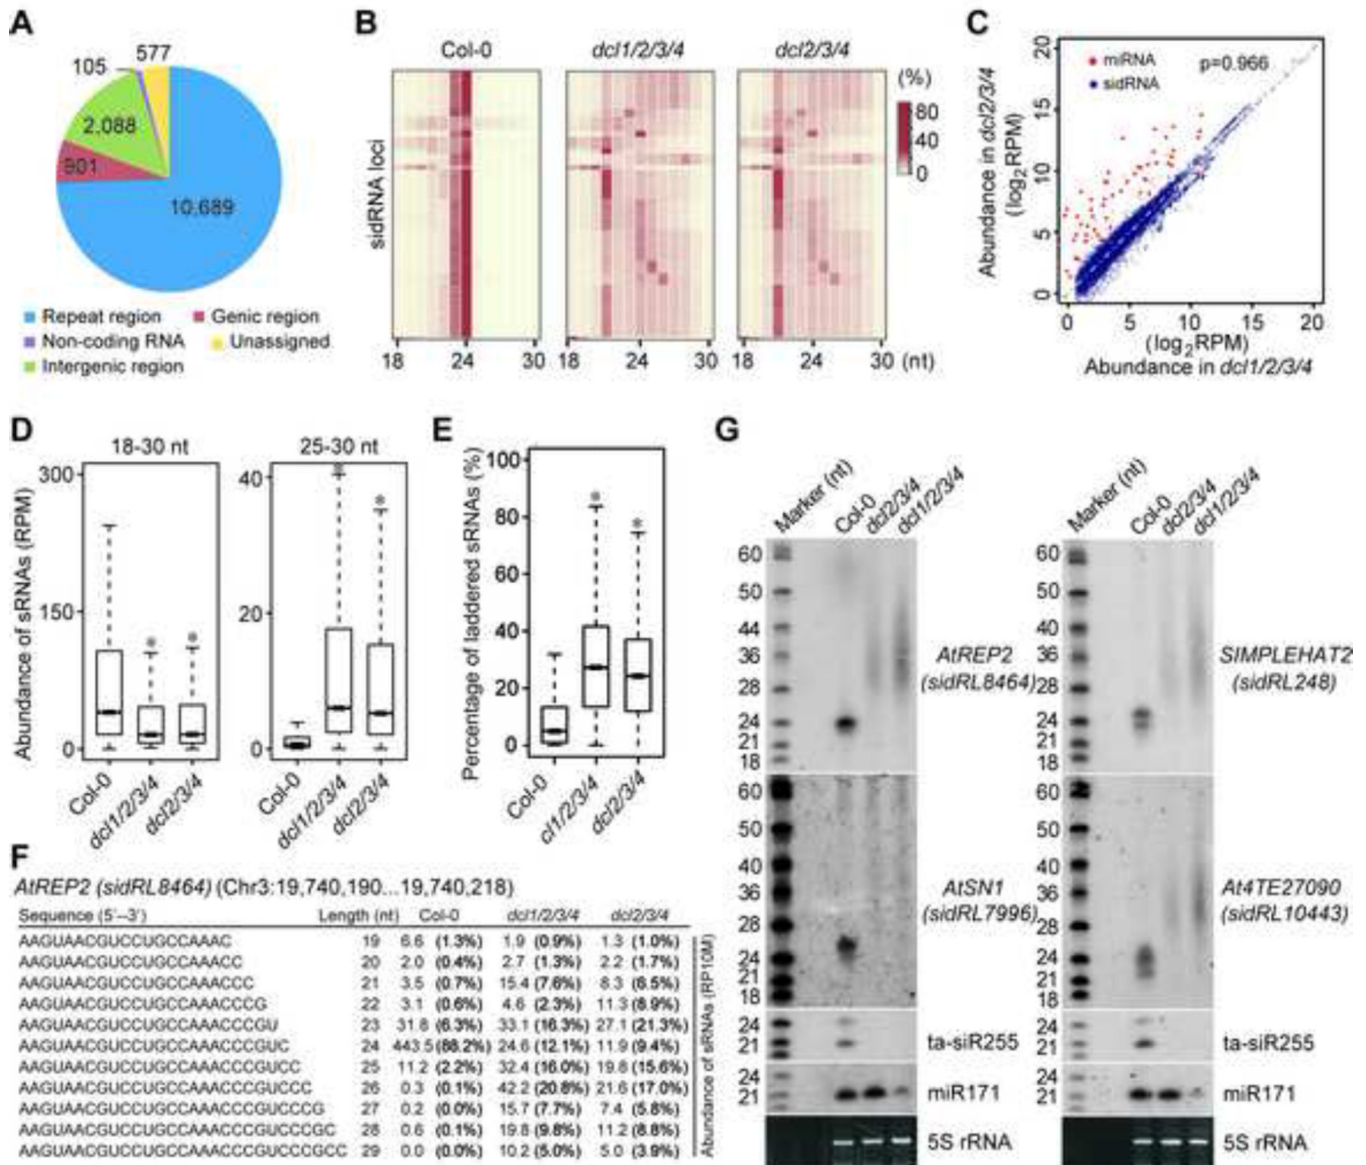 A
577
105
2,088
901
10,689
Repeat region
Genic region
Non-coding RNA
Unassigned
Intergenic region
B
Col-0
dcl1/2/3/4
dcl2/3/4
(%)
80
40
0
sidRNA loci
18 24 30
18 24 30
18 24 30 (nt)
C
miRNA
sidRNA
p=0.966
Abundance in dcl2/3/4
(log2RPM)
20
15
10
5
0
0 5 10 15 20
(log2RPM)
Abundance in dcl1/2/3/4
D
18-30 nt
25-30 nt
Abundance of sRNAs (RPM)
300
150
0
40
20
0
* * * *
Col-0
dcl1/2/3/4
dcl2/3/4
Col-0
dcl1/2/3/4
dcl2/3/4
E
Percentage of laddered sRNAs (%)
100
80
60
40
20
0
* *
Col-0
cl1/2/3/4
dcl2/3/4
F
AtREP2 (sidRL8464) (Chr3:19,740,190...19,740,218)
Sequence (5´--3´) Length (nt) Col-0 dcl1/2/3/4 dcl2/3/4
AAGUAACGUCCUGCCAAAC 19 6.6 (1.3%) 1.9 (0.9%) 1.3 (1.0%)
AAGUAACGUCCUGCCAAACC 20 2.0 (0.4%) 2.7 (1.3%) 2.2 (1.7%)
AAGUAACGUCCUGCCAAACCC 21 3.5 (0.7%) 15.4 (7.6%) 8.3 (6.5%)
AAGUAACGUCCUGCCAAACCCG 22 3.1 (0.6%) 4.6 (2.3%) 11.3 (8.9%)
AAGUAACGUCCUGCCAAACCCGU 23 31.8 (6.3%) 33.1 (16.3%) 27.1 (21.3%)
AAGUAACGUCCUGCCAAACCCGUC 24 443.5 (88.2%) 24.6 (12.1%) 11.9 (9.4%)
AAGUAACGUCCUGCCAAACCCGUCC 25 11.2 (2.2%) 32.4 (16.0%) 19.8 (15.6%)
AAGUAACGUCCUGCCAAACCCGUCCC 26 0.3 (0.1%) 42.2 (20.8%) 21.6 (17.0%)
AAGUAACGUCCUGCCAAACCCGUCCCG 27 0.2 (0.0%) 15.7 (7.7%) 7.4 (5.8%)
AAGUAACGUCCUGCCAAACCCGUCCCGC 28 0.6 (0.1%) 19.8 (9.8%) 11.2 (8.8%)
AAGUAACGUCCUGCCAAACCCGUCCCGCC 29 0.0 (0.0%) 10.2 (5.0%) 5.0 (3.9%)
Abundance of sRNAs (RP10M)
G
Marker (nt)
Col-0
dcl2/3/4
dcl1/2/3/4
60
50
44
36
28
24
21
18
AtREP2
(sidRL8464)
60
50
40
36
28
24
21
18
AtSN1
(sidRL7996)
24
21
ta-siR255
24
21
miR171
5S rRNA
Marker (nt)
Col-0
dcl2/3/4
dcl1/2/3/4
60
50
44
36
28
24
21
18
SIMPLEHAT2
(sidRL248)
60
50
40
36
28
24
21
18
At4TE27090
(sidRL10443)
24
21
ta-siR255
24
21
miR171
5S rRNA